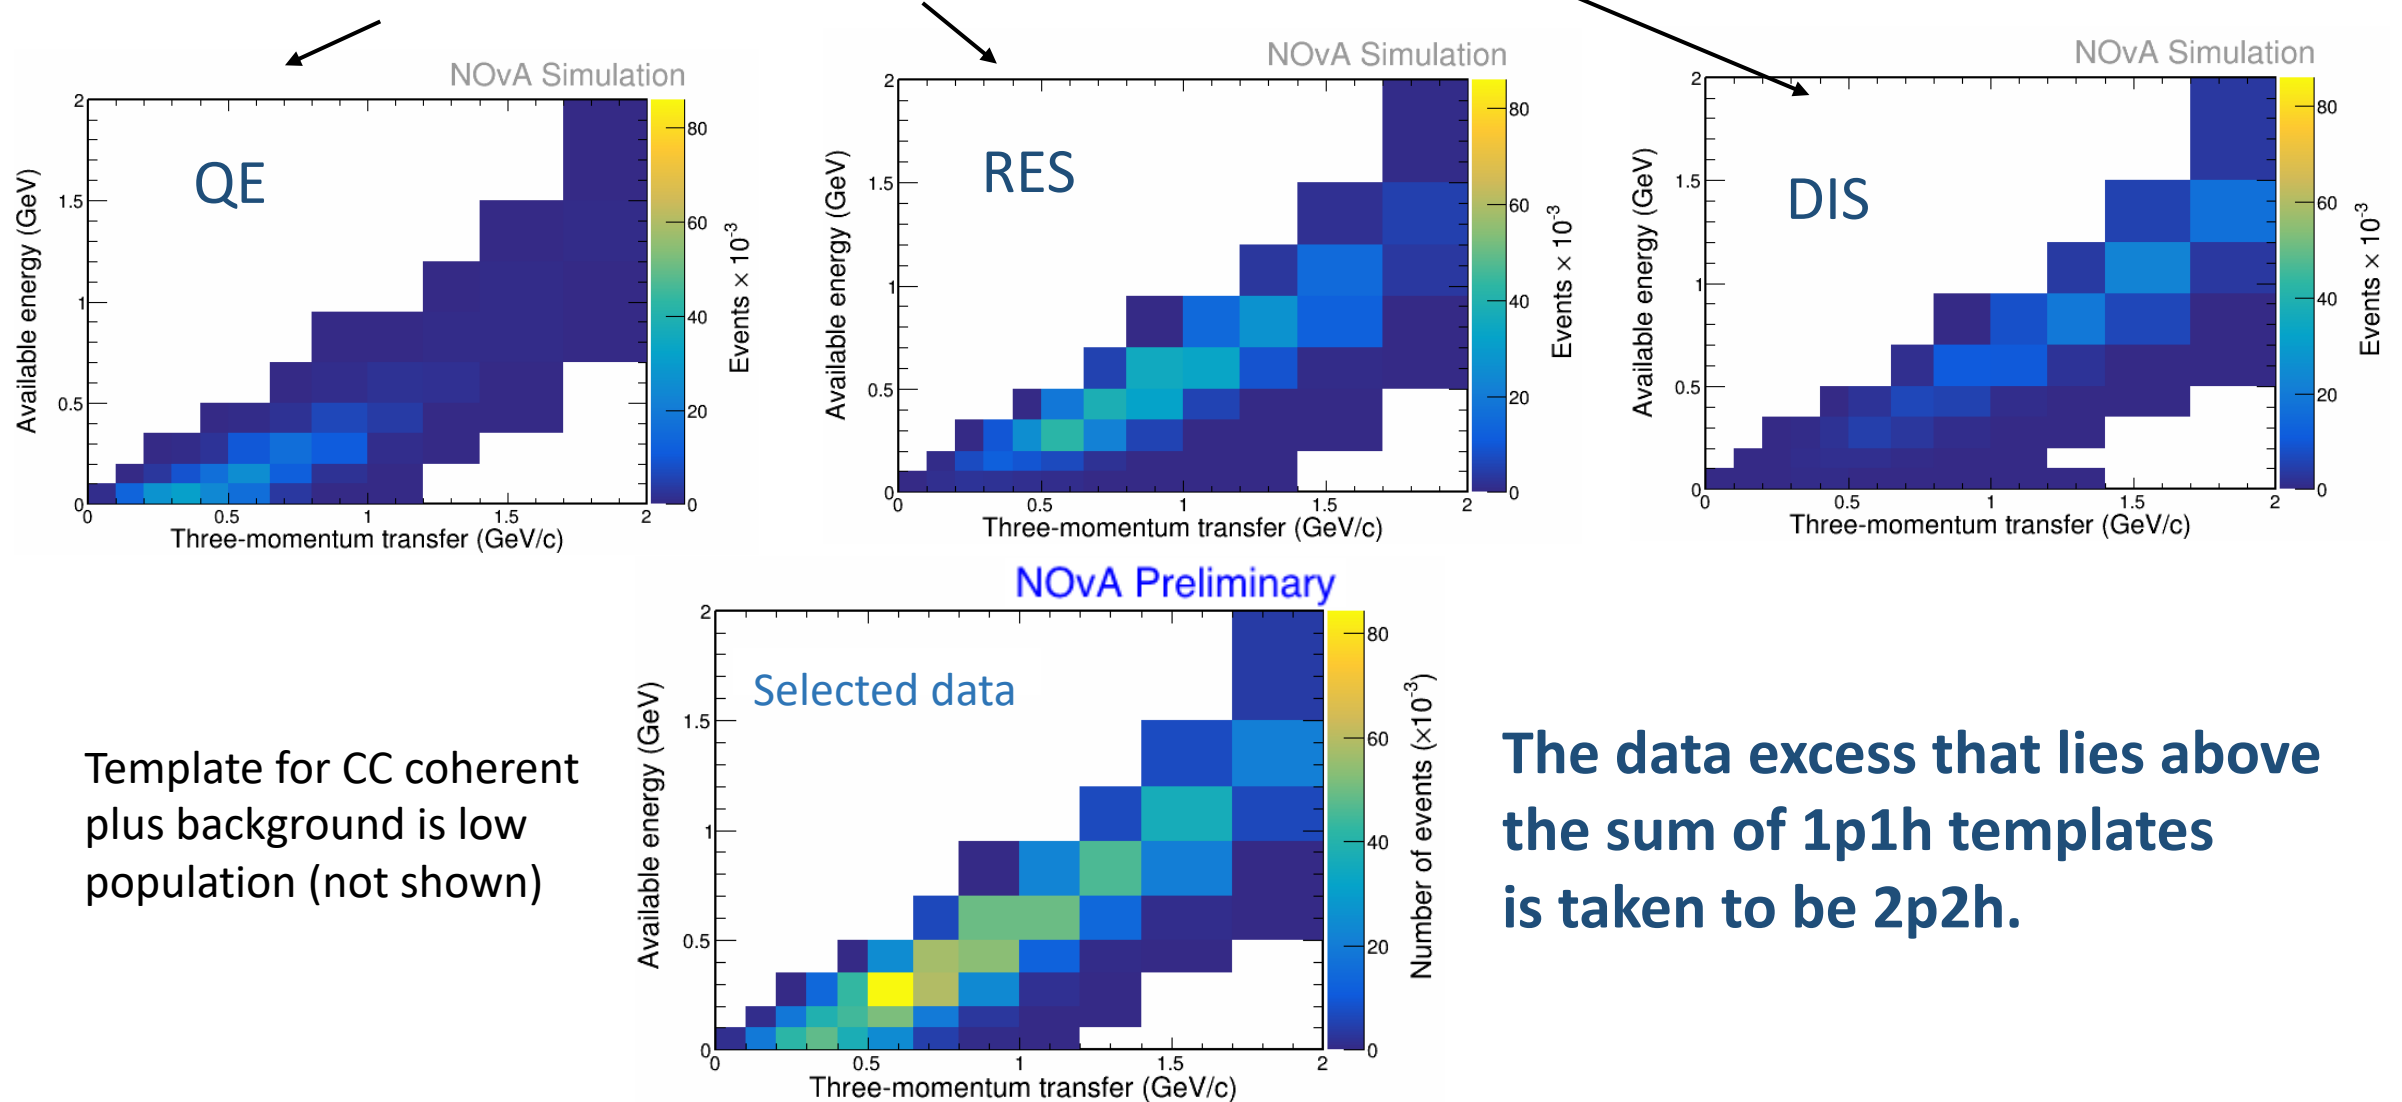 NOvA Simulation
QE
Available energy (GeV)
2
1.5
1
0.5
0
0 0.5 1 1.5 2
Three-momentum transfer (GeV/c)
80
60
40
20
0
Events × 10⁻³
NOvA Simulation
RES
Available energy (GeV)
2
1.5
1
0.5
0
0 0.5 1 1.5 2
Three-momentum transfer (GeV/c)
80
60
40
20
0
Events × 10⁻³
NOvA Simulation
DIS
Available energy (GeV)
2
1.5
1
0.5
0
0 0.5 1 1.5 2
Three-momentum transfer (GeV/c)
80
60
40
20
0
Events × 10⁻³
Template for CC coherent
plus background is low
population (not shown)
NOvA Preliminary
Selected data
Available energy (GeV)
2
1.5
1
0.5
0
0 0.5 1 1.5 2
Three-momentum transfer (GeV/c)
80
60
40
20
0
Number of events (×10⁻³)
The data excess that lies above
the sum of 1p1h templates
is taken to be 2p2h.